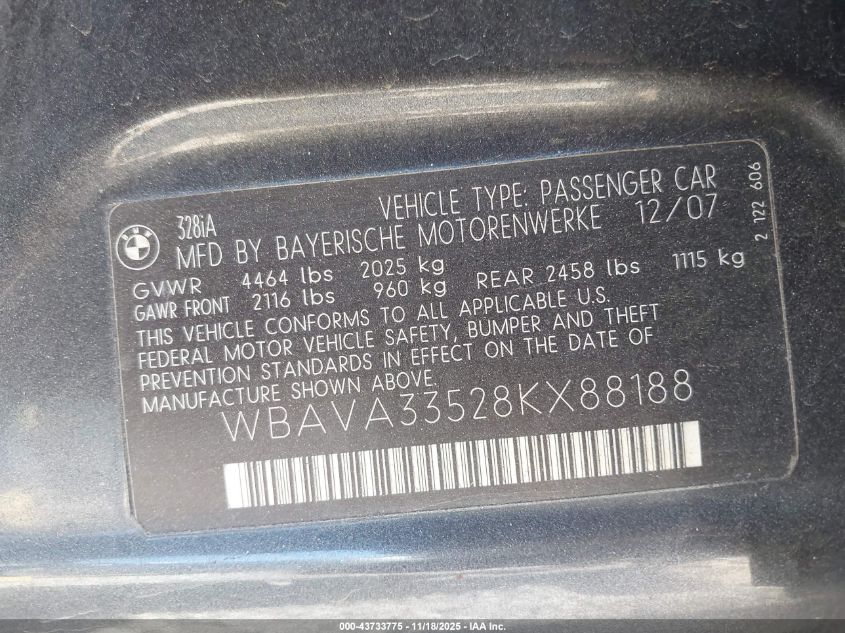 BMW
328iA VEHICLE TYPE: PASSENGER CAR
MFD BY BAYERISCHE MOTORENWERKE 12/07
GVWR 4464 lbs 2025 kg
GAWR FRONT 2116 lbs 960 kg REAR 2458 lbs 1115 kg
THIS VEHICLE CONFORMS TO ALL APPLICABLE U.S.
FEDERAL MOTOR VEHICLE SAFETY, BUMPER AND THEFT
PREVENTION STANDARDS IN EFFECT ON THE DATE OF
MANUFACTURE SHOWN ABOVE.
WBAVA33528KX88188
2 122 606
000-43733775 - 11/18/2025 - IAA Inc.